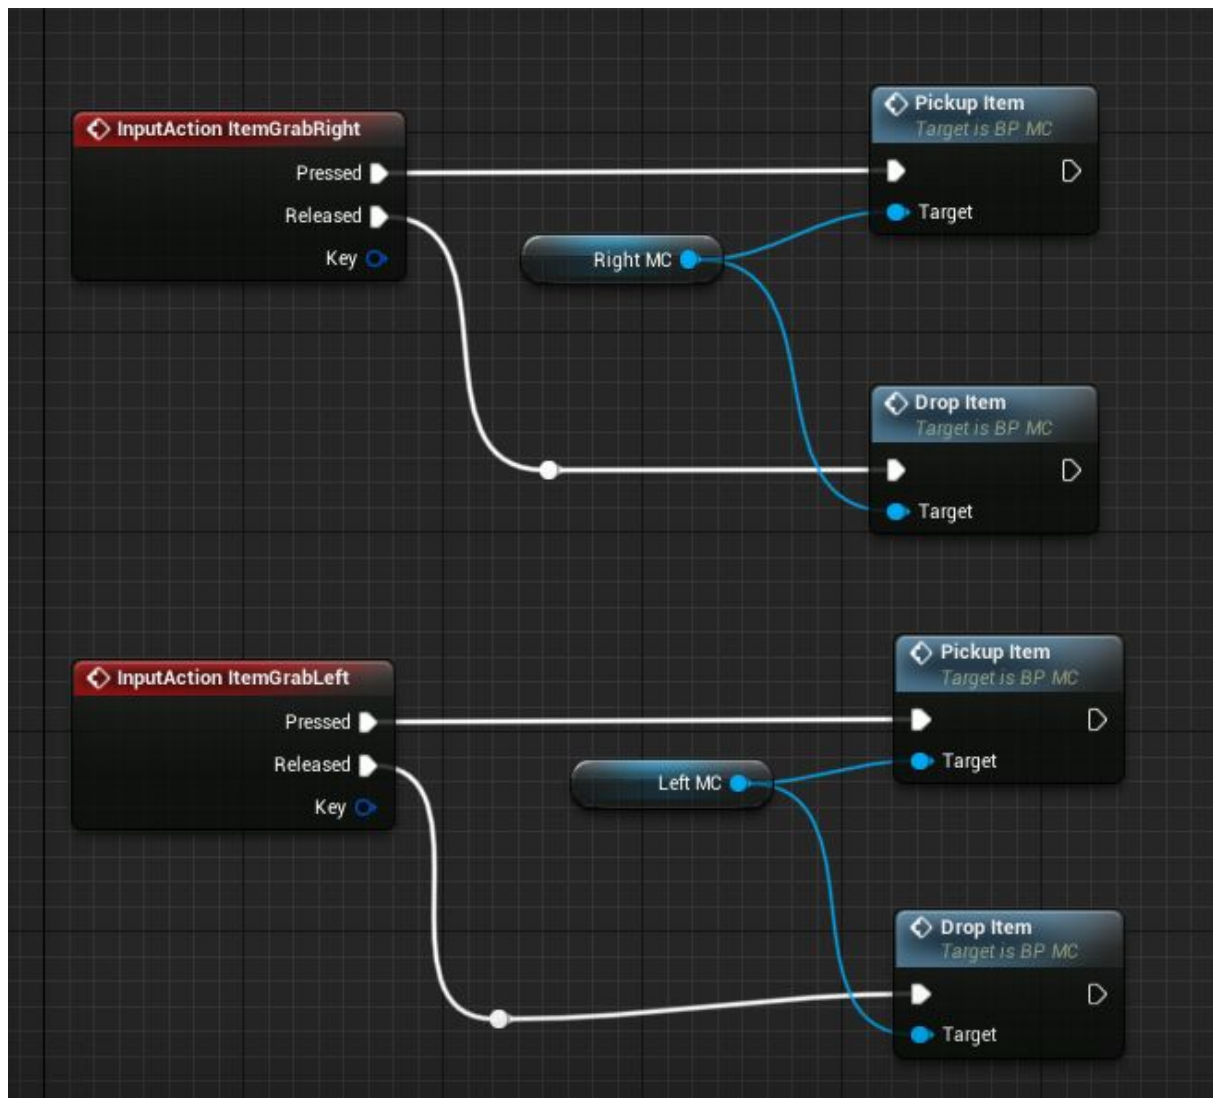 InputAction ItemGrabRight
Pressed
Released
Key
Right MC
Pickup Item
Target is BP MC
Target
Drop Item
Target is BP MC
Target
InputAction ItemGrabLeft
Pressed
Released
Key
Left MC
Pickup Item
Target is BP MC
Target
Drop Item
Target is BP MC
Target